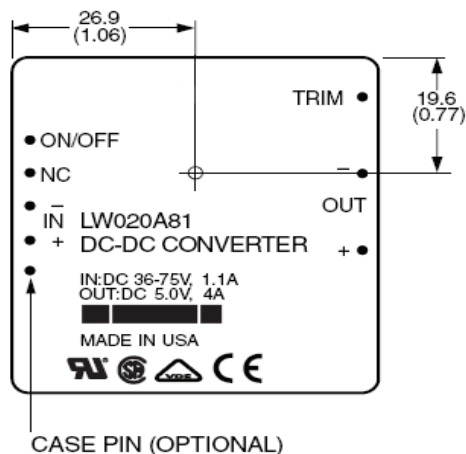 26.9
(1.06)
19.6
(0.77)
TRIM
ON/OFF
NC
–
IN
+
–
OUT
+
LW020A81
DC-DC CONVERTER
IN:DC 36-75V, 1.1A
OUT:DC 5.0V, 4A
MADE IN USA
VDE
CE
CASE PIN (OPTIONAL)